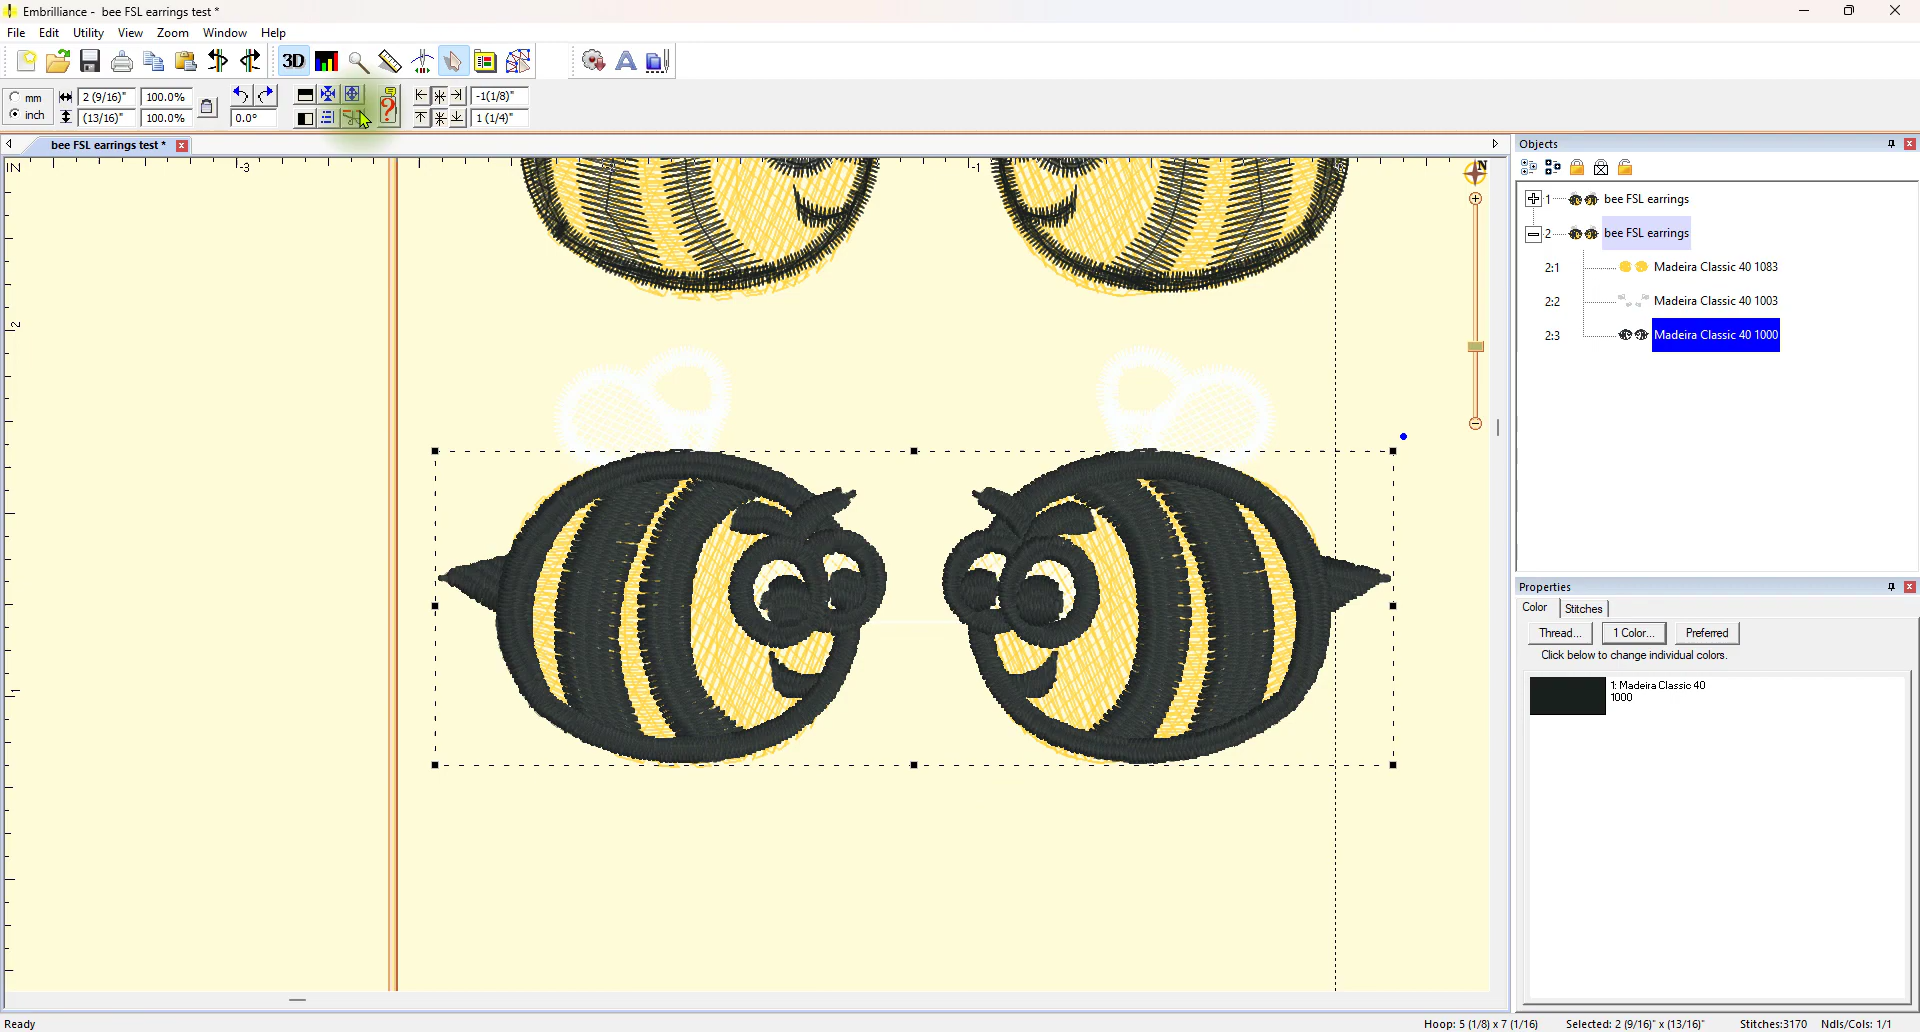 Embrilliance - bee FSL earrings test *
File Edit Utility View Zoom Window Help
3D
mm
inch
2 (9/16)" 100.0%
(13/16)" 100.0%
0.0°
-1(1/8)"
1 (1/4)"
bee FSL earrings test *
Objects
IN -3 -1
N
1 bee FSL earrings
2 bee FSL earrings
2:1 Madeira Classic 40 1083
2:2 Madeira Classic 40 1003
2:3 Madeira Classic 40 1000
2
1
Properties
Color Stitches
Thread... 1 Color... Preferred
Click below to change individual colors.
1: Madeira Classic 40
1000
Ready
Hoop: 5 (1/8) x 7 (1/16) Selected: 2 (9/16)" x (13/16)" Stitches:3170 Ndls/Cols: 1/1